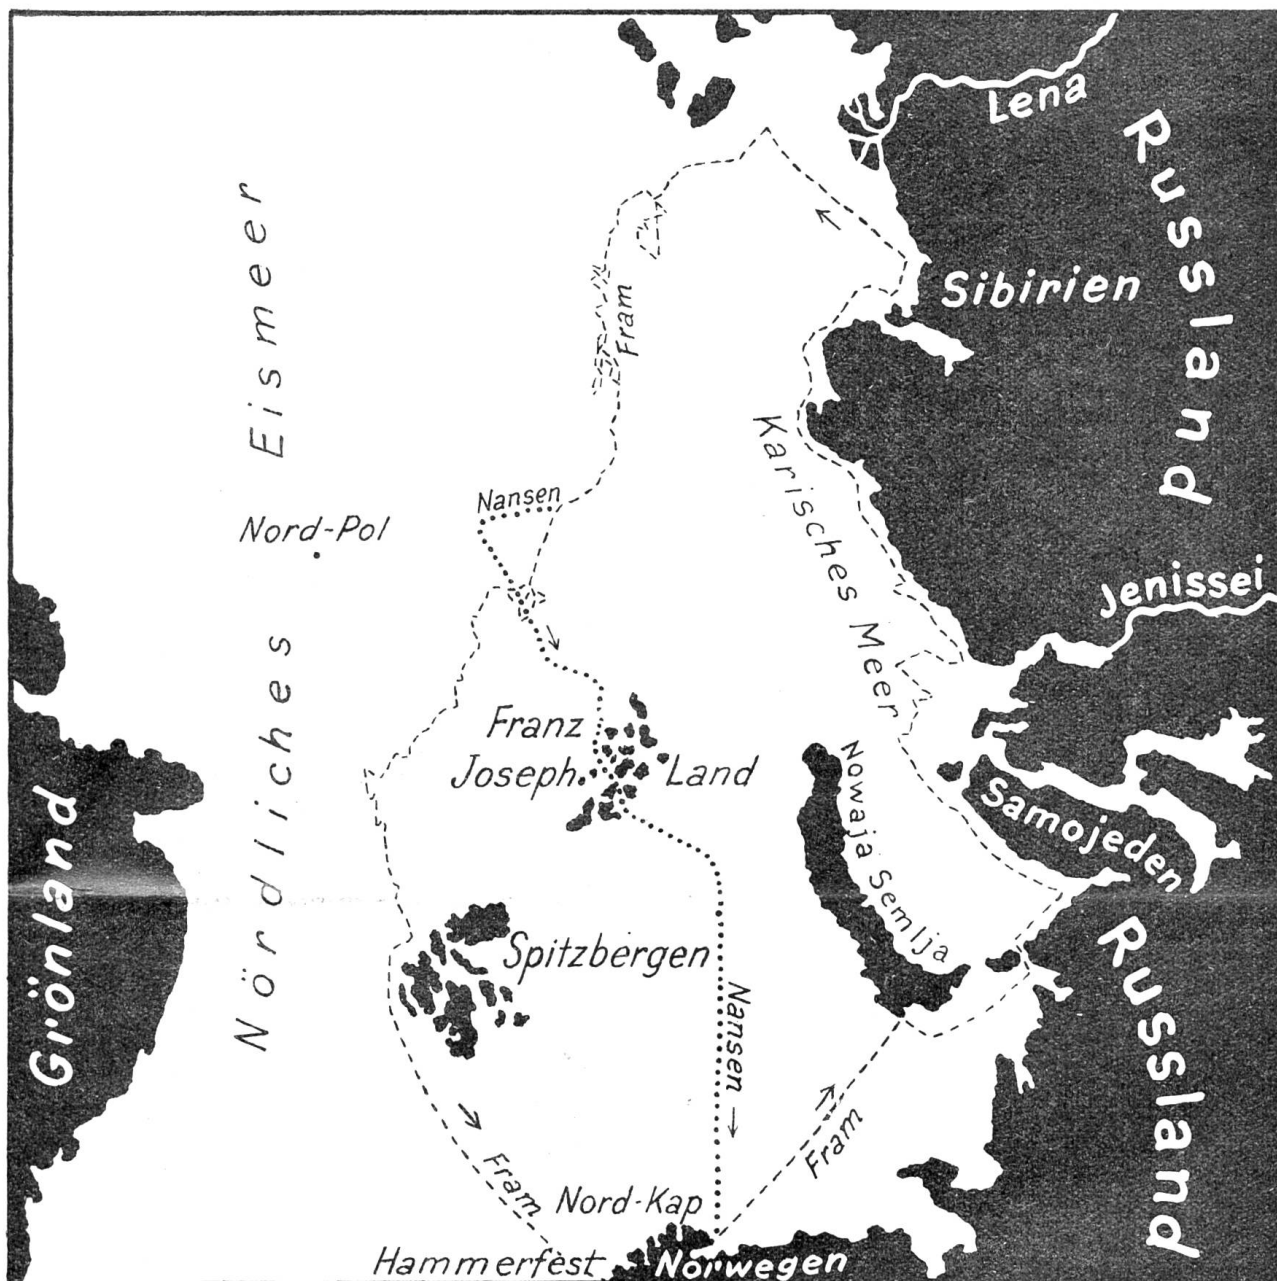 Lena
Russland
Sibirien
Fram
Eismeer
Karisches Meer
Nansen
Nord-Pol
Jenissei
Nördliches
Franz
Joseph Land
Nowaja Semlja
Samojeden
Grönland
Spitzbergen
Russland
Nansen
Fram
Fram
Nord-Kap
Hammerfest
Norwegen